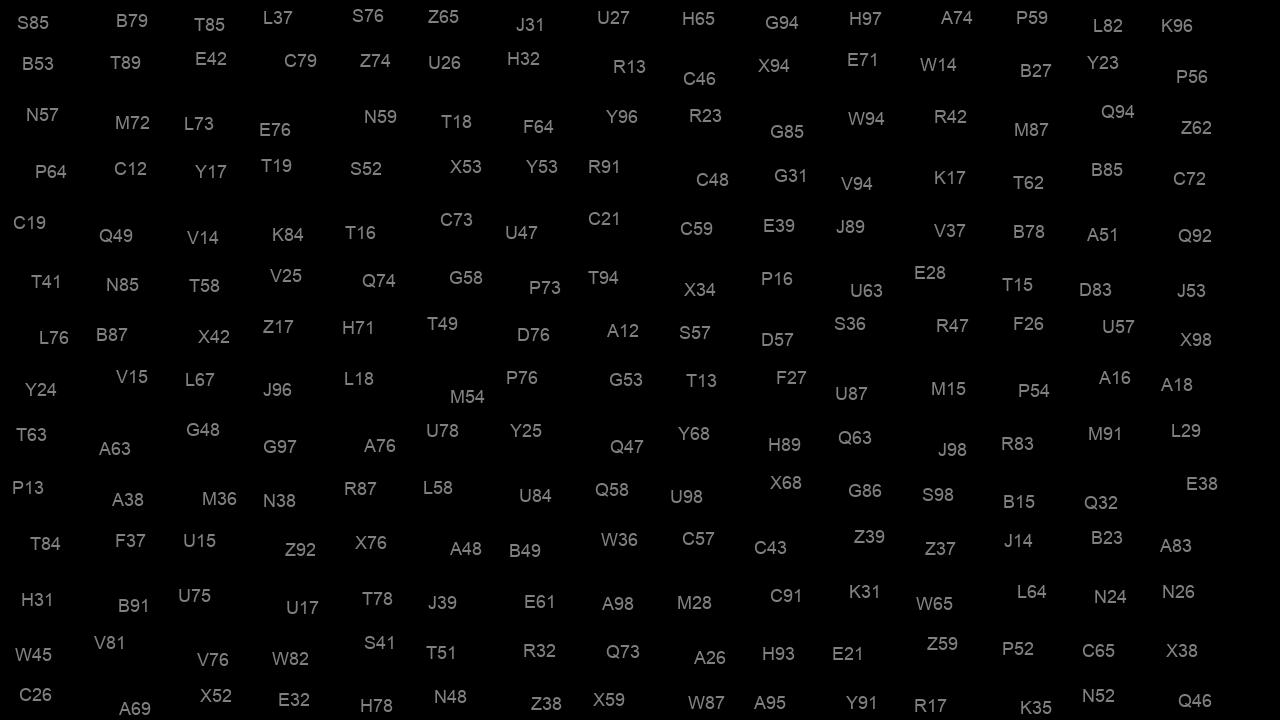 S85 B79 T85 L37 S76 Z65 J31 U27 H65 G94 H97 A74 P59 L82 K96
B53 T89 E42 C79 Z74 U26 H32 R13 C46 X94 E71 W14 B27 Y23 P56
N57 M72 L73 E76 N59 T18 F64 Y96 R23 G85 W94 R42 M87 Q94 Z62
P64 C12 Y17 T19 S52 X53 Y53 R91 C48 G31 V94 K17 T62 B85 C72
C19 Q49 V14 K84 T16 C73 U47 C21 C59 E39 J89 V37 B78 A51 Q92
T41 N85 T58 V25 Q74 G58 P73 T94 X34 P16 U63 E28 T15 D83 J53
L76 B87 X42 Z17 H71 T49 D76 A12 S57 D57 S36 R47 F26 U57 X98
Y24 V15 L67 J96 L18 M54 P76 G53 T13 F27 U87 M15 P54 A16 A18
T63 A63 G48 G97 A76 U78 Y25 Q47 Y68 H89 Q63 J98 R83 M91 L29
P13 A38 M36 N38 R87 L58 U84 Q58 U98 X68 G86 S98 B15 Q32 E38
T84 F37 U15 Z92 X76 A48 B49 W36 C57 C43 Z39 Z37 J14 B23 A83
H31 B91 U75 U17 T78 J39 E61 A98 M28 C91 K31 W65 L64 N24 N26
W45 V81 V76 W82 S41 T51 R32 Q73 A26 H93 E21 Z59 P52 C65 X38
C26 A69 X52 E32 H78 N48 Z38 X59 W87 A95 Y91 R17 K35 N52 Q46